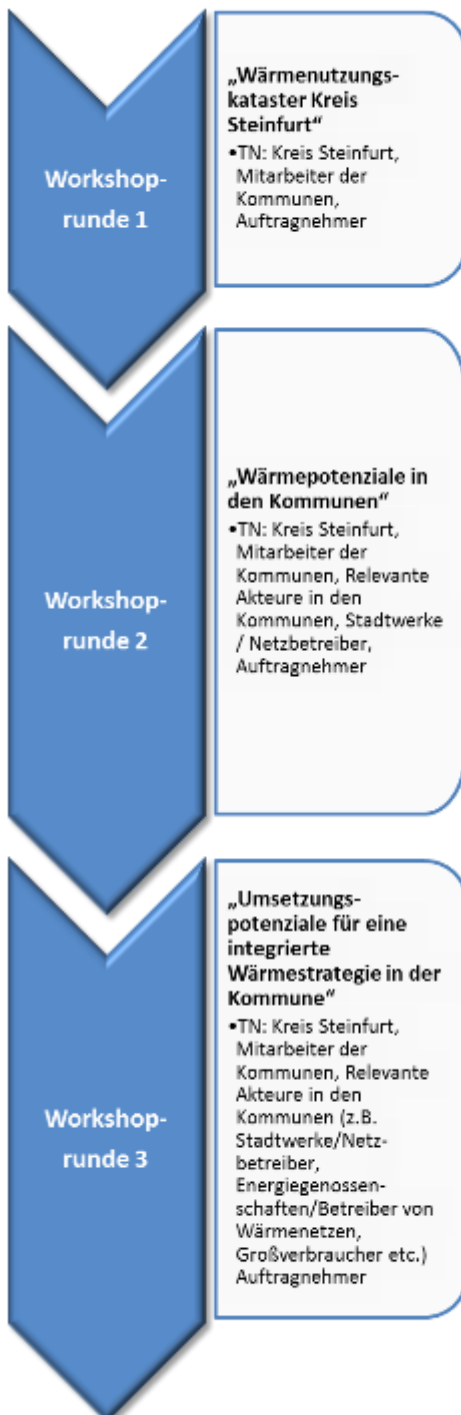 Workshop-
runde 1
„Wärmenutzungs-
kataster Kreis
Steinfurt“
•TN: Kreis Steinfurt,
Mitarbeiter der
Kommunen,
Auftragnehmer
Workshop-
runde 2
„Wärmepotenziale in
den Kommunen“
•TN: Kreis Steinfurt,
Mitarbeiter der
Kommunen, Relevante
Akteure in den
Kommunen, Stadtwerke
/ Netzbetreiber,
Auftragnehmer
Workshop-
runde 3
„Umsetzungs-
potenziale für eine
integrierte
Wärmestrategie in der
Kommune“
•TN: Kreis Steinfurt,
Mitarbeiter der
Kommunen, Relevante
Akteure in den
Kommunen (z.B.
Stadtwerke/Netz-
betreiber,
Energiegenossen-
schaften/Betreiber von
Wärmenetzen,
Großverbraucher etc.)
Auftragnehmer